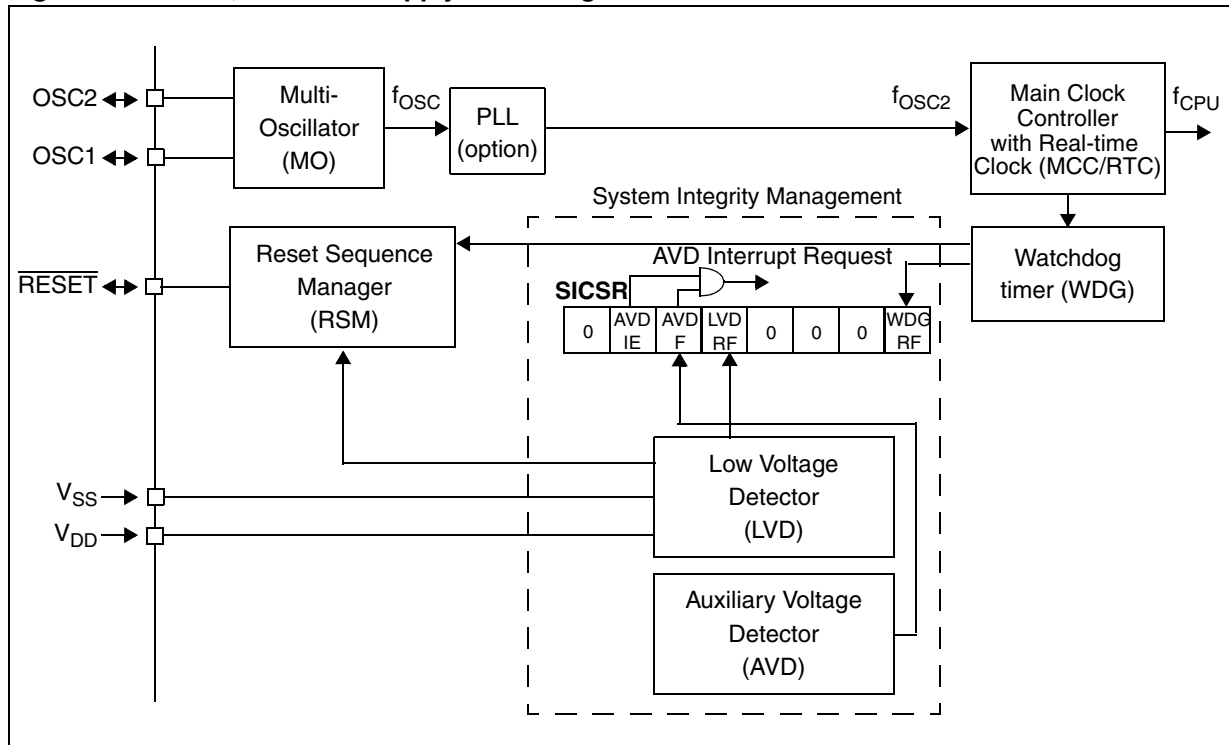 OSC2
OSC1
Multi-
Oscillator
(MO)
fOSC
PLL
(option)
fOSC2
Main Clock
Controller
with Real-time
Clock (MCC/RTC)
fCPU
System Integrity Management
RESET
Reset Sequence
Manager
(RSM)
AVD Interrupt Request
Watchdog
timer (WDG)
SICSR
0
AVD
IE
AVD
F
LVD
RF
0
0
0
WDG
RF
VSS
VDD
Low Voltage
Detector
(LVD)
Auxiliary Voltage
Detector
(AVD)